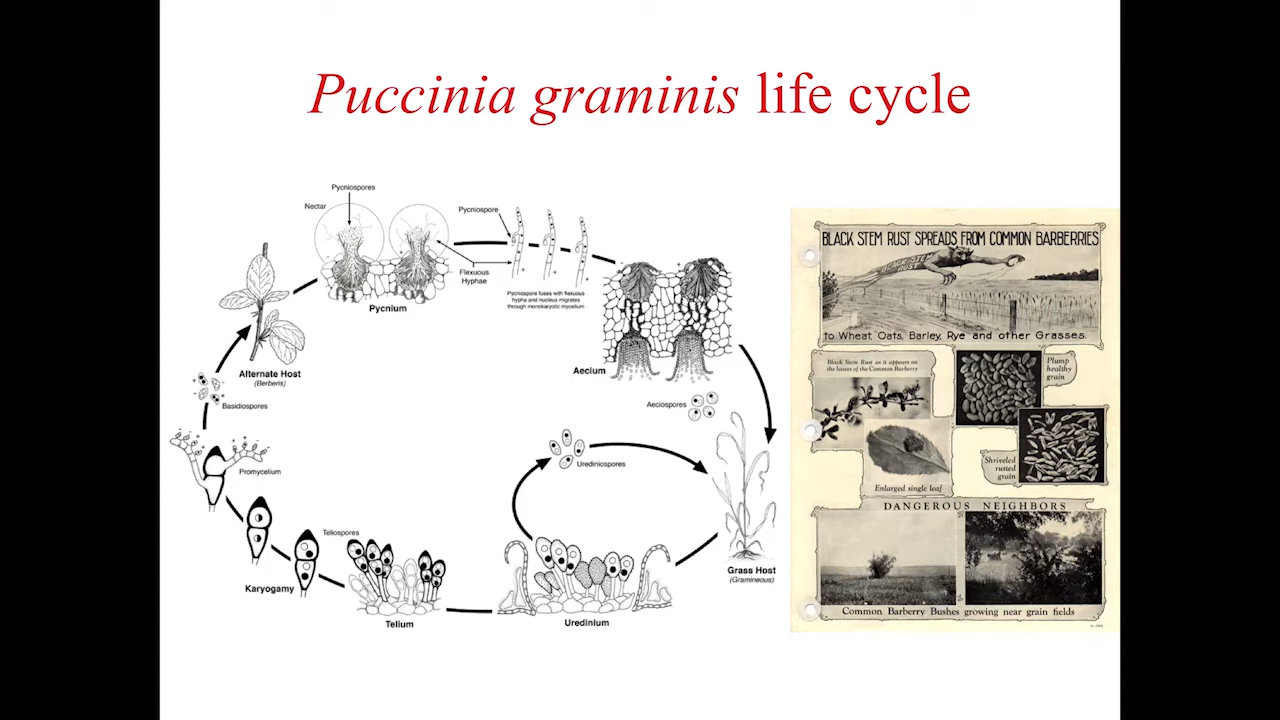 Puccinia graminis life cycle
Pycniospores
Nectar
Pycniospore
Flexuous
Hyphae
Pycniospore fuses with flexuous
hypha and nucleus migrates
through monokaryotic mycelium
Pycnium
Alternate Host
(Berberis)
Aecium
Basidiospores
Aeciospores
Promycelium
Urediniospores
Teliospores
Karyogamy
Grass Host
(Gramineous)
Telium
Uredinium
BLACK STEM RUST SPREADS FROM COMMON BARBERRIES
BLACK STEM
RUST
to Wheat, Oats, Barley, Rye and other Grasses.
Black Stem Rust as it appears on
the leaves of the Common Barberry
Plump
healthy
grain
Shriveled
rusted
grain
Enlarged single leaf
DANGEROUS NEIGHBORS
Common Barberry Bushes growing near grain fields